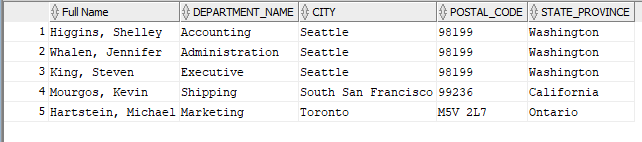 Full Name DEPARTMENT_NAME CITY POSTAL_CODE STATE_PROVINCE
1 Higgins, Shelley Accounting Seattle 98199 Washington
2 Whalen, Jennifer Administration Seattle 98199 Washington
3 King, Steven Executive Seattle 98199 Washington
4 Mourgos, Kevin Shipping South San Francisco 99236 California
5 Hartstein, Michael Marketing Toronto M5V 2L7 Ontario